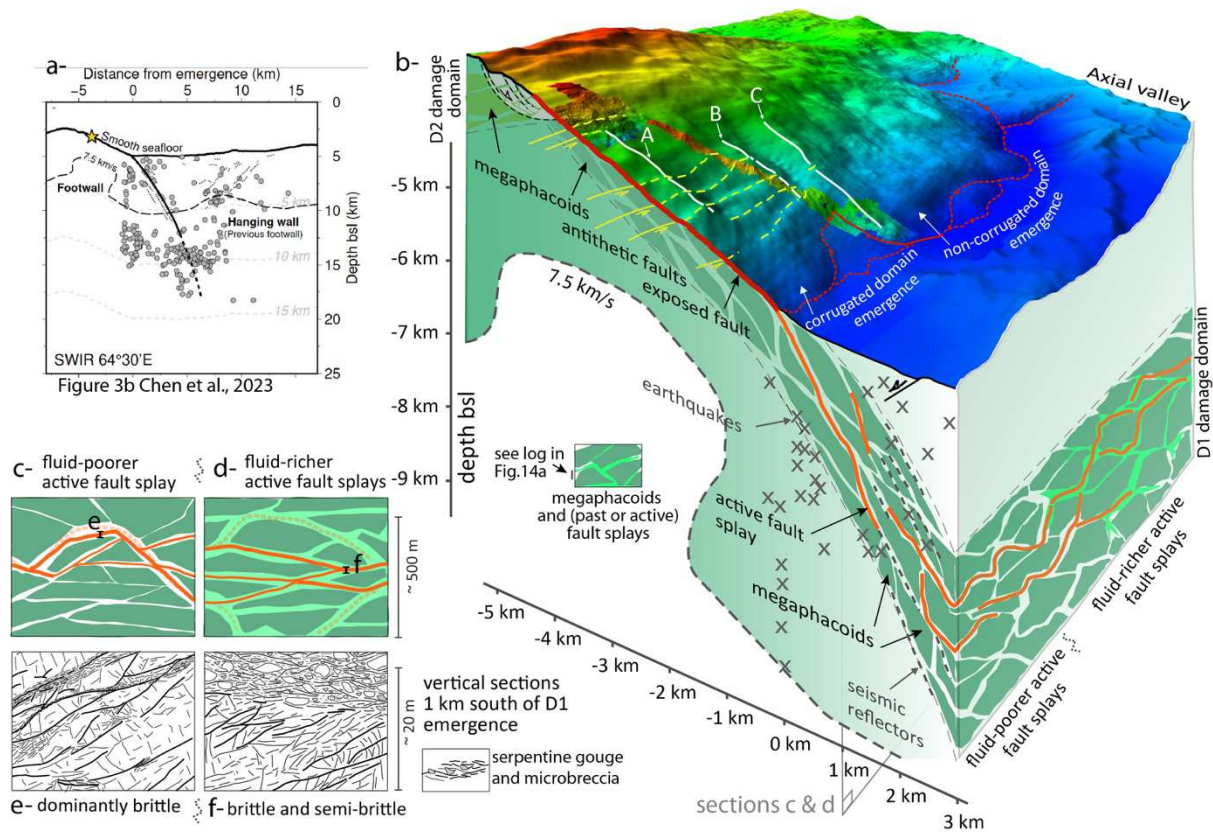 a-
Distance from emergence (km)
-5 0 5 10 15
Smooth seafloor
7.5 km/s
Footwall
Hanging wall
(Previous footwall)
5 km
10 km
15 km
0
5
10
15
20
25
Depth bsl (km)
SWIR 64°30'E
Figure 3b Chen et al., 2023
b-
D2 damage
domain
-5 km
-6 km
-7 km
-8 km
-9 km
depth bsl
A
B
C
Axial valley
megaphacoids
antithetic faults
exposed fault
7.5 km/s
corrugated domain
emergence
non-corrugated domain
emergence
earthquakes
see log in
Fig.14a
megaphacoids
and (past or active)
fault splays
active fault
splay
megaphacoids
seismic
reflectors
D1 damage domain
fluid-richer active
fault splays
fluid-poorer active
fault splays
-5 km
-4 km
-3 km
-2 km
-1 km
0 km
1 km
2 km
3 km
sections c & d
c- fluid-poorer
active fault splay
d- fluid-richer
active fault splays
e
f
~ 500 m
~ 20 m
vertical sections
1 km south of D1
emergence
serpentine gouge
and microbreccia
e- dominantly brittle
f- brittle and semi-brittle